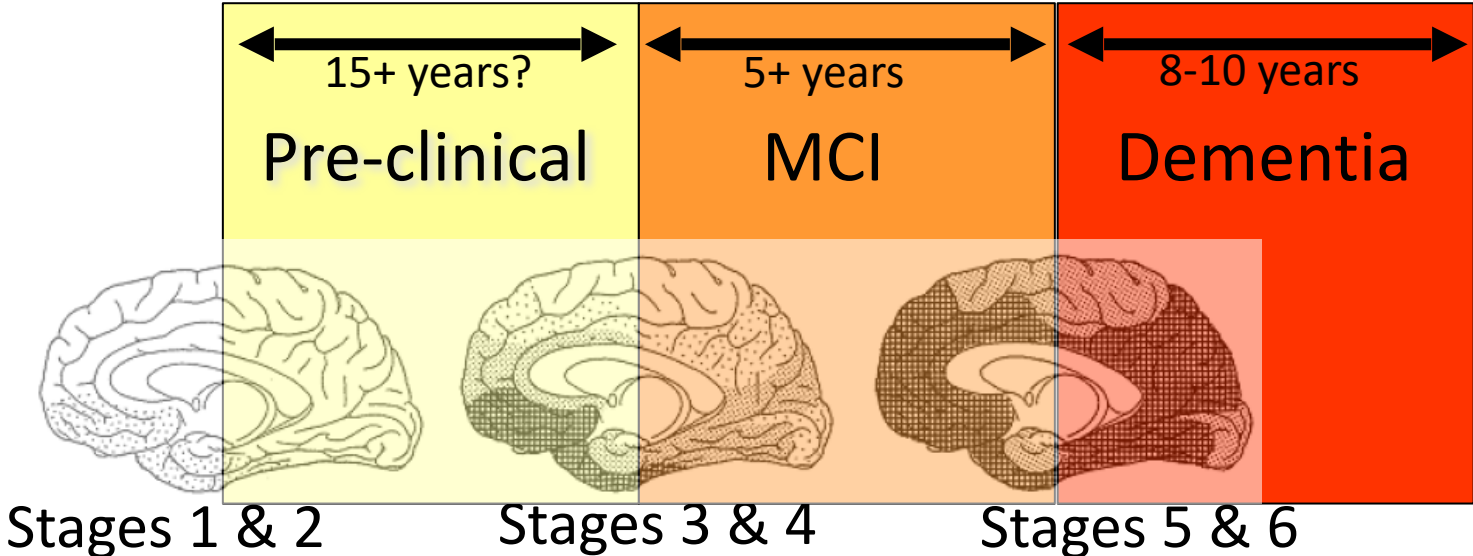 15+ years?
5+ years
8-10 years
Pre-clinical
MCI
Dementia
Stages 1 & 2
Stages 3 & 4
Stages 5 & 6